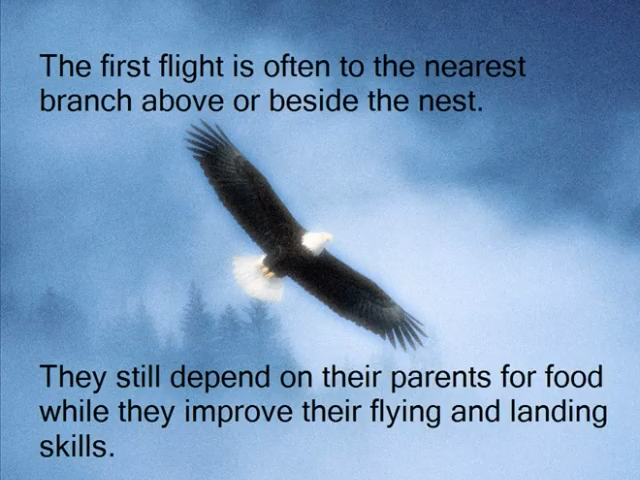 The first flight is often to the nearest
branch above or beside the nest.
They still depend on their parents for food
while they improve their flying and landing
skills.